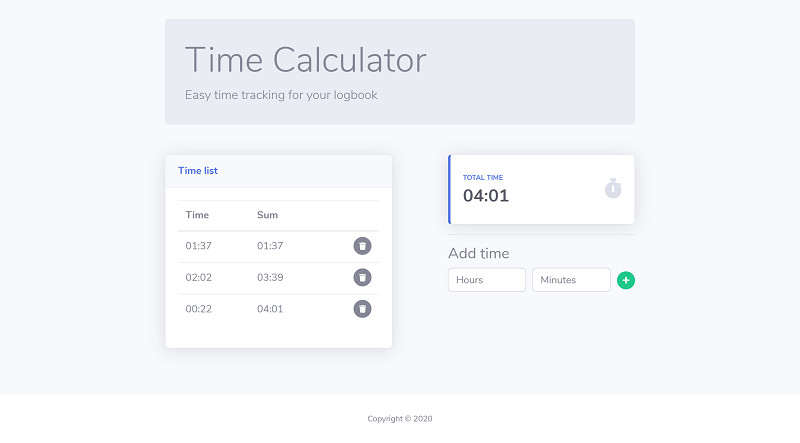 Time Calculator
Easy time tracking for your logbook
Time list
Time Sum
01:37 01:37
02:02 03:39
00:22 04:01
TOTAL TIME
04:01
Add time
Hours Minutes
Copyright © 2020